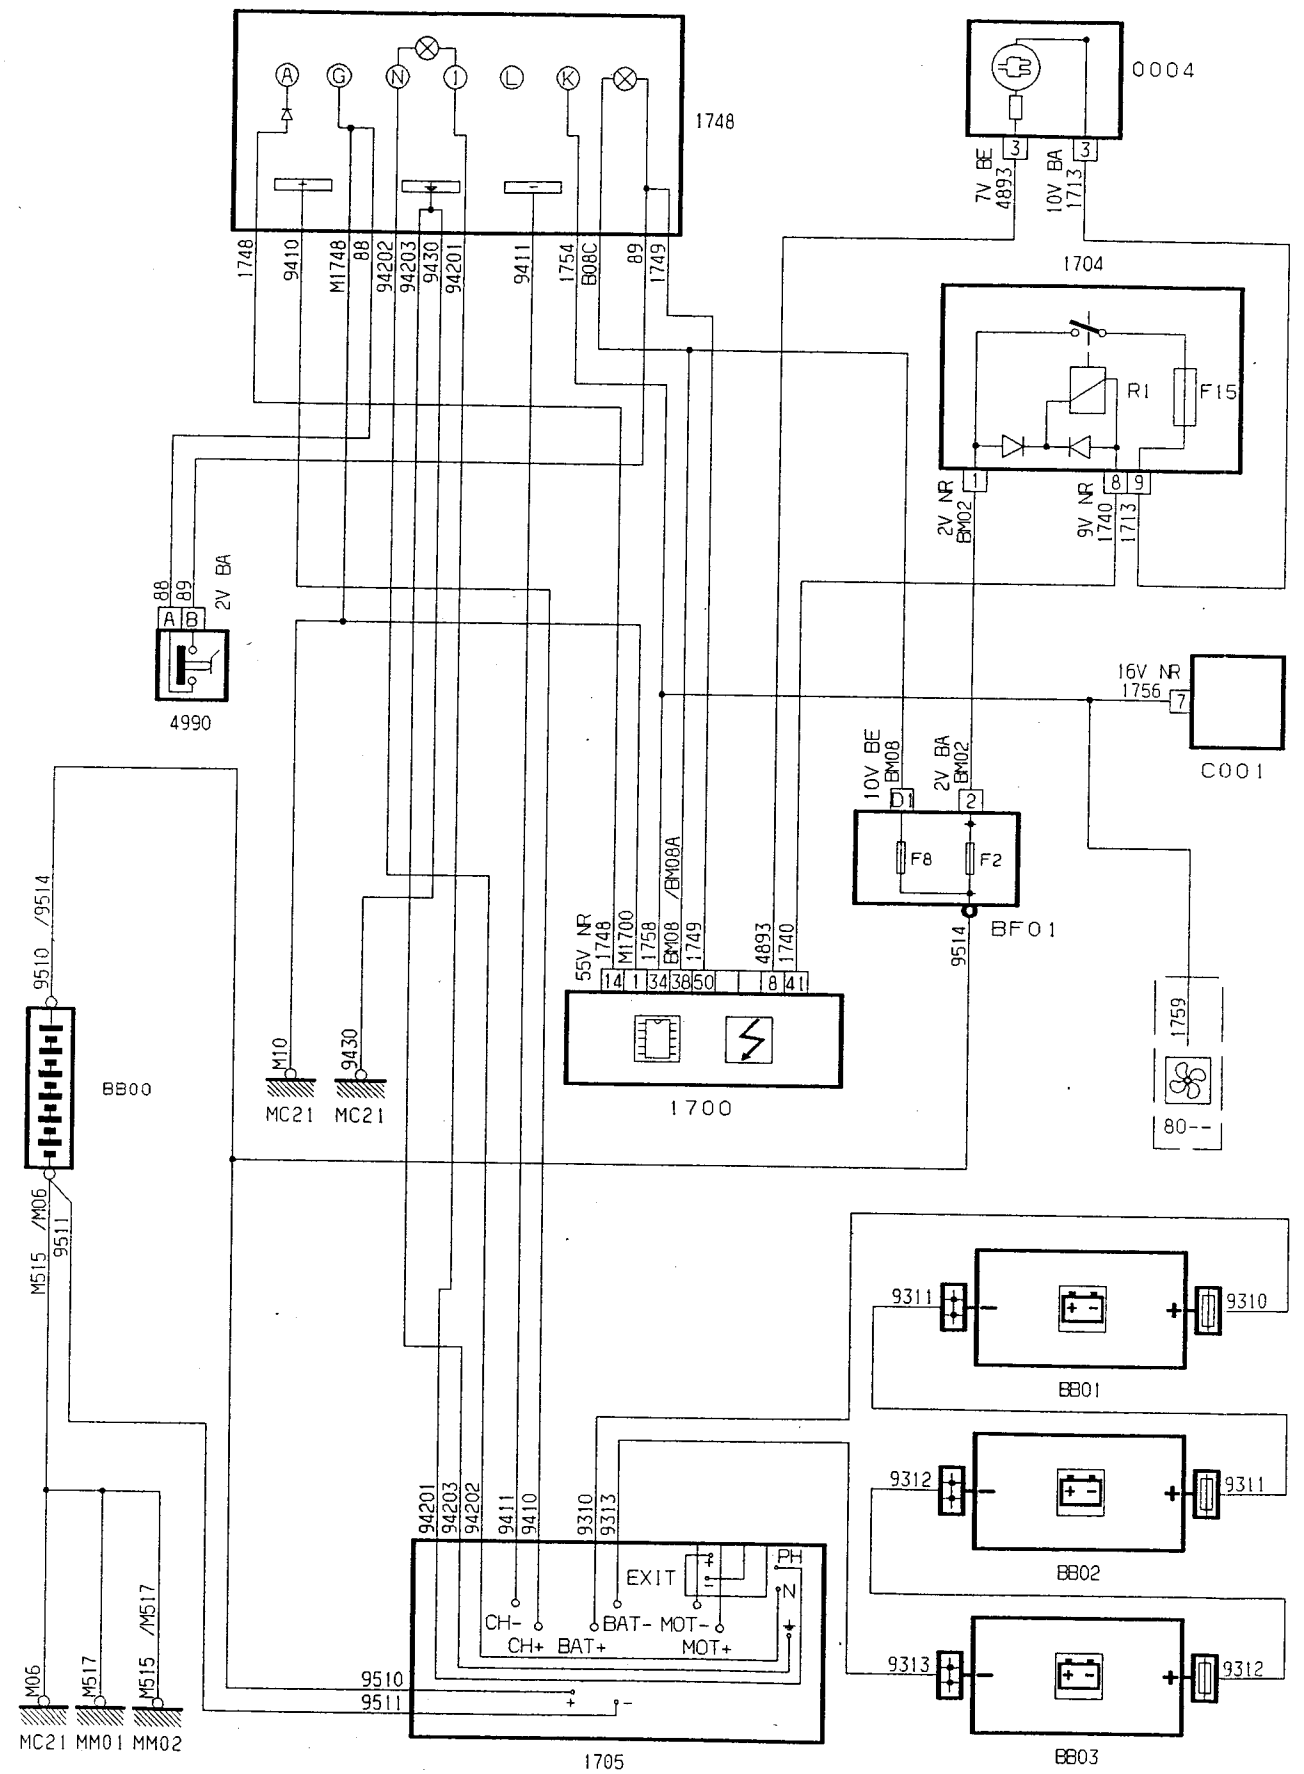 A G N 1 L K
+ -
1748
1748
9410
M1748
88
94202
94203
9430
94201
9411
1754
B08C
89
1749
0004
3 3
7V BE
4893
10V BA
1713
1704
R1
F15
1 8 9
2V NR
BM02
9V NR
1740
1713
88
89
2V BA
A B
4990
16V NR
1756
7
C001
10V BE
BM08
2V BA
BM02
D1 2
F8
F2
BF01
9514
9510 /9514
BB00
M515 /M06
9511
M10
9430
MC21 MC21
55V NR
1748
M1700
1758
BM08 /BM08A
1749
4893
1740
14 1 34 38 50 8 41
1700
1759
80--
9311
- + - +
9310
BB01
9312
- + - +
9311
BB02
9313
- + - +
9312
BB03
94201
94203
94202
9411
9410
9310
9313
EXIT
+
-
PH
N
CH-
CH+
BAT+
BAT-
MOT-
MOT+
9510
9511
+ -
1705
M06
M517
M515 /M517
MC21 MM01 MM02